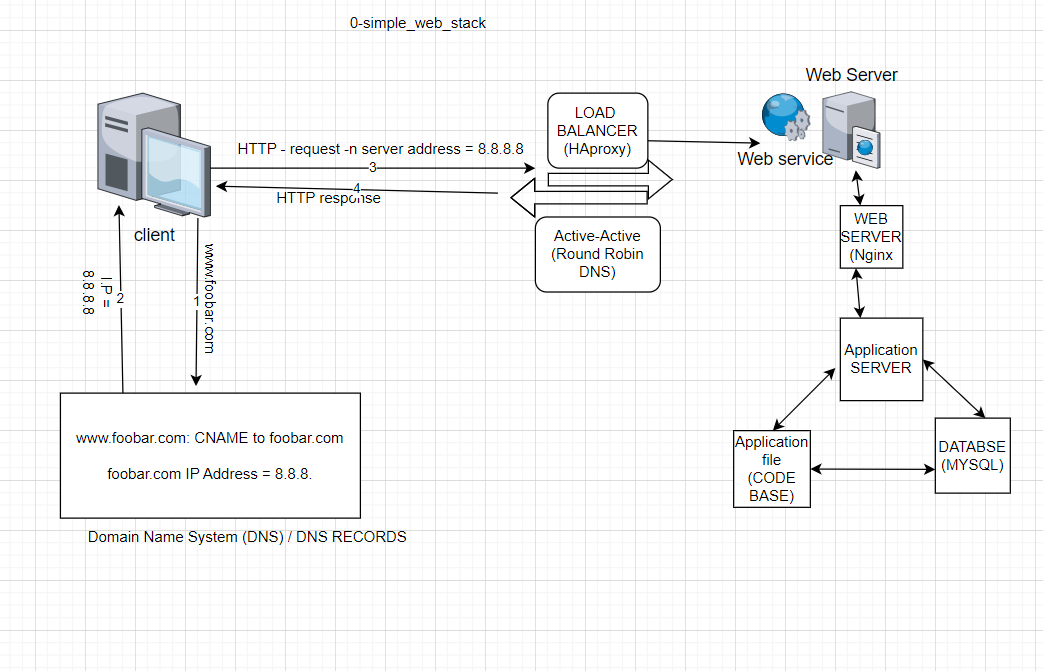 0-simple_web_stack
Web Server
LOAD
BALANCER
(HAproxy)
HTTP - request -n server address = 8.8.8.8
3
Web service
4
HTTP response
client
WEB
SERVER
(Nginx
Active-Active
(Round Robin
DNS)
www.foobar.com
1
I.P =
8.8.8.8
2
Application
SERVER
www.foobar.com: CNAME to foobar.com
foobar.com IP Address = 8.8.8.
Application
file
(CODE
BASE)
DATABSE
(MYSQL)
Domain Name System (DNS) / DNS RECORDS